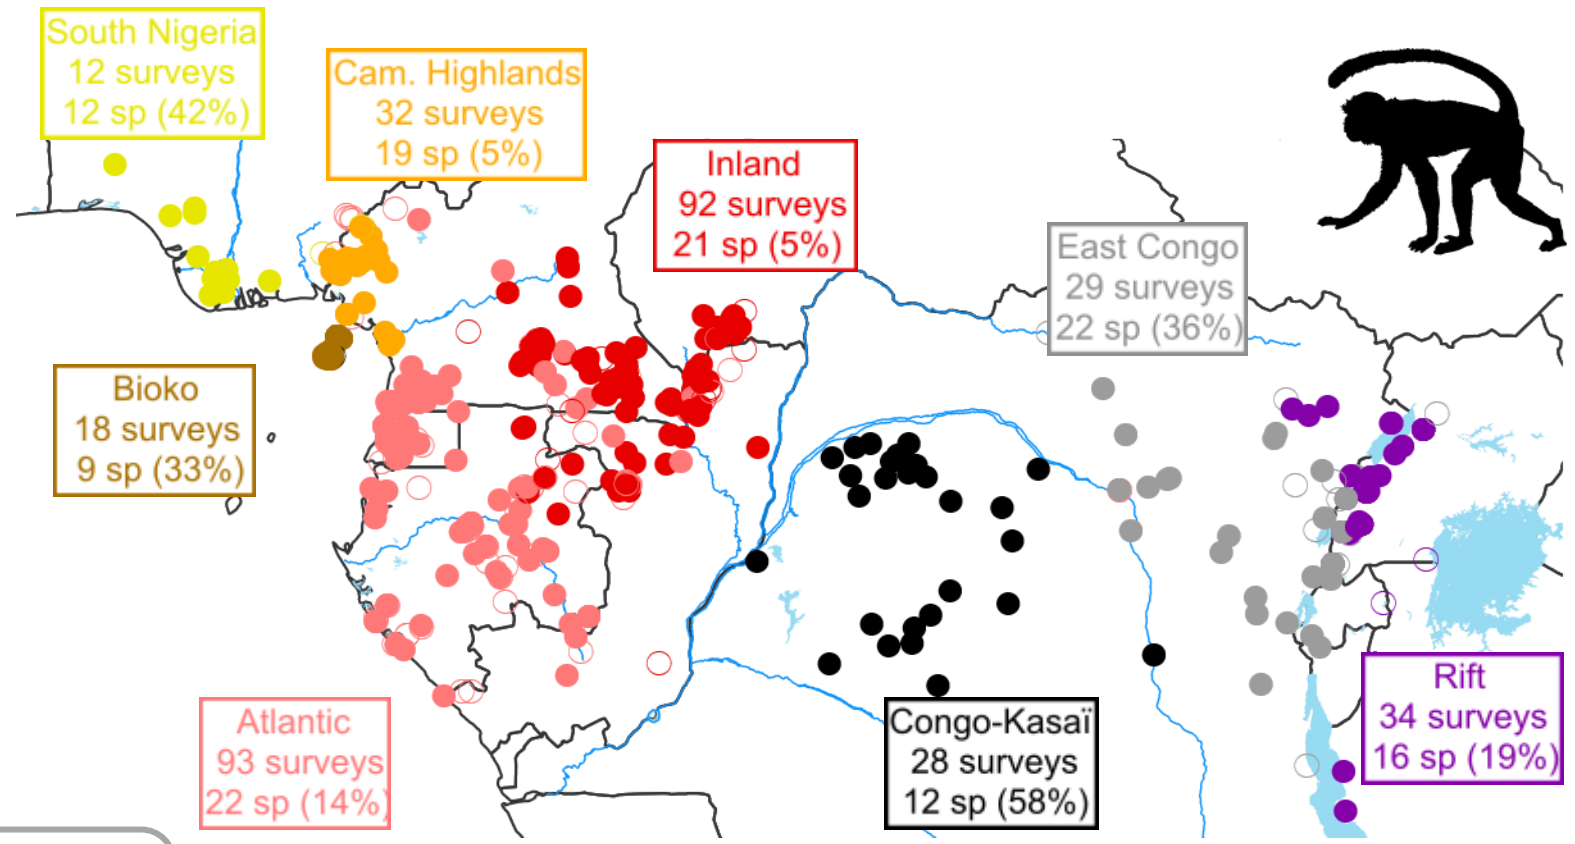 South Nigeria
12 surveys
12 sp (42%)
Cam. Highlands
32 surveys
19 sp (5%)
Inland
92 surveys
21 sp (5%)
East Congo
29 surveys
22 sp (36%)
Bioko
18 surveys
9 sp (33%)
Atlantic
93 surveys
22 sp (14%)
Congo-Kasaï
28 surveys
12 sp (58%)
Rift
34 surveys
16 sp (19%)